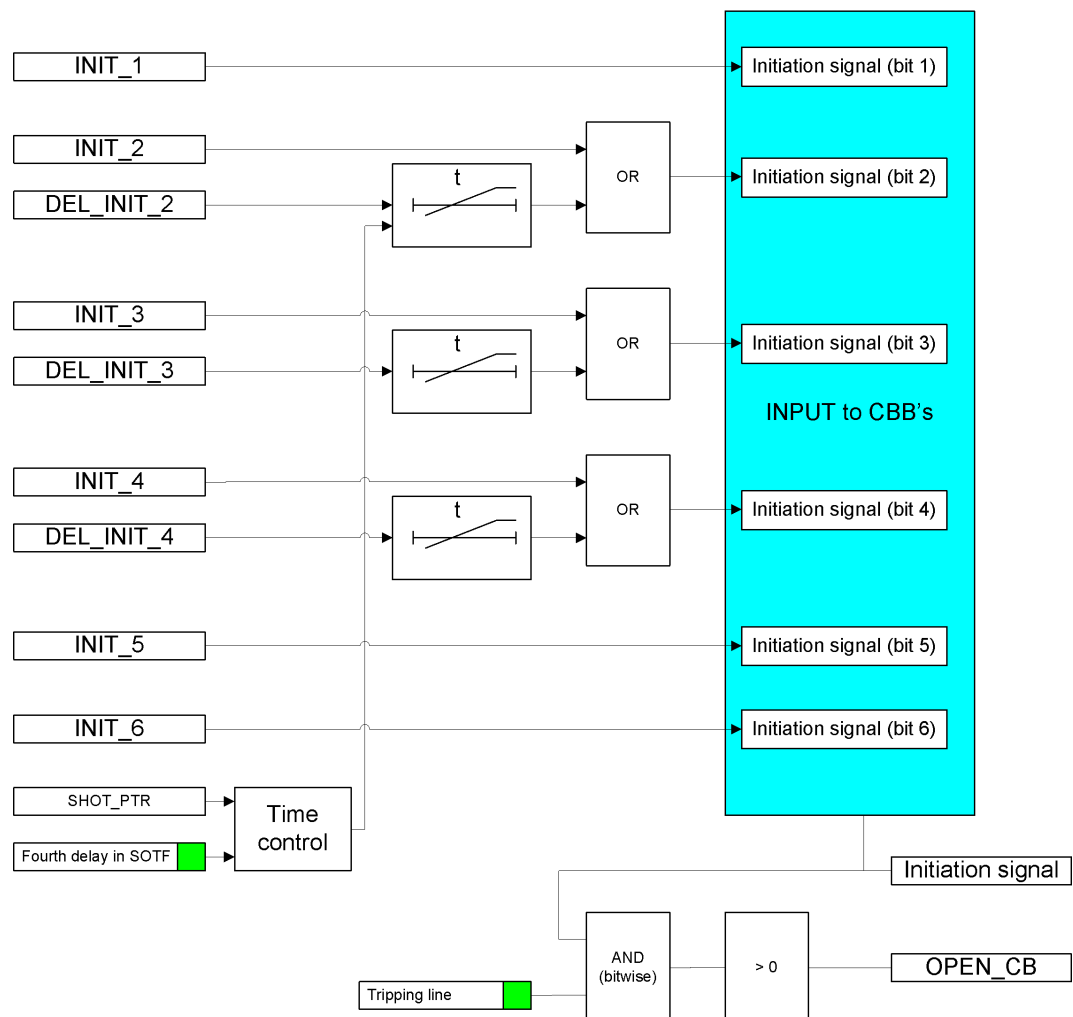 INIT_1
Initiation signal (bit 1)
INIT_2
OR
Initiation signal (bit 2)
t
DEL_INIT_2
INIT_3
OR
Initiation signal (bit 3)
t
DEL_INIT_3
INPUT to CBB's
INIT_4
OR
Initiation signal (bit 4)
t
DEL_INIT_4
INIT_5
Initiation signal (bit 5)
INIT_6
Initiation signal (bit 6)
SHOT_PTR
Time
control
Fourth delay in SOTF
Initiation signal
AND
(bitwise)
> 0
OPEN_CB
Tripping line